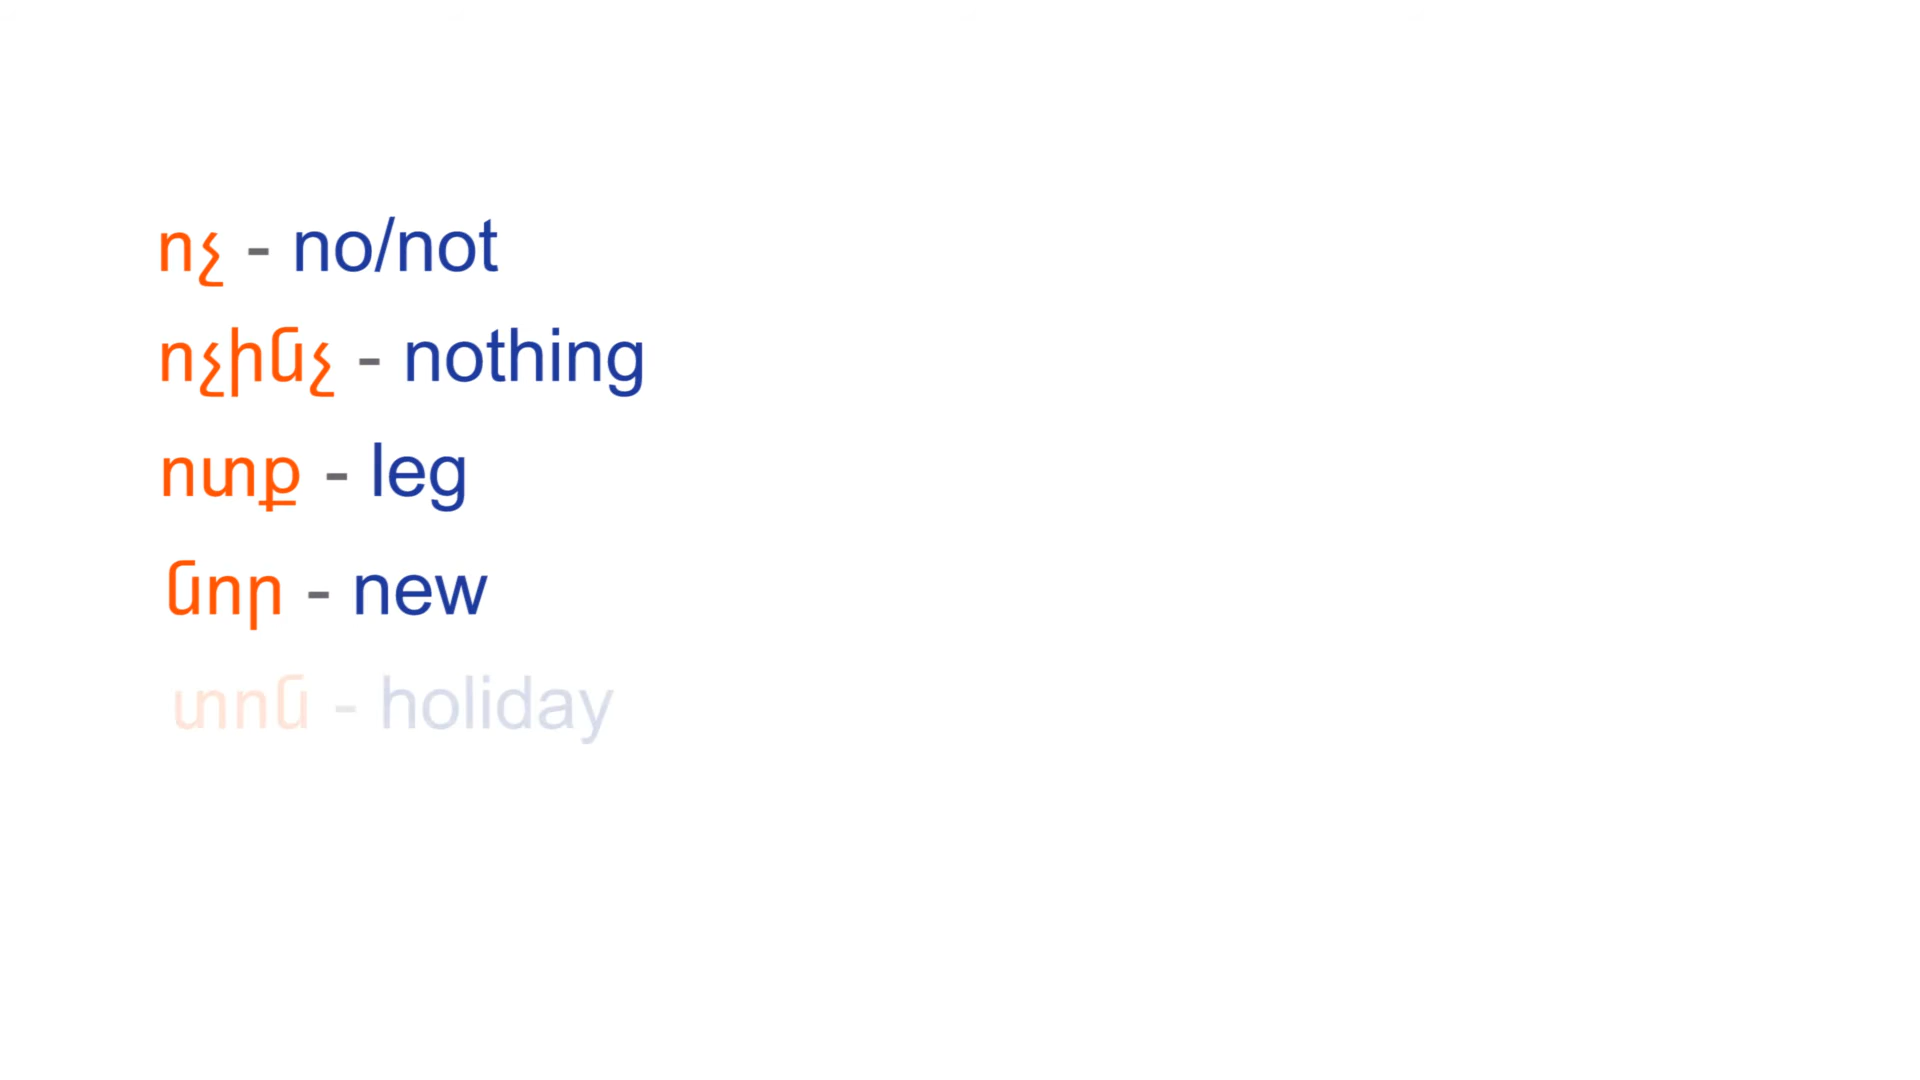 ոչ - no/not
ոչինչ - nothing
ոտք - leg
նոր - new
տոն - holiday